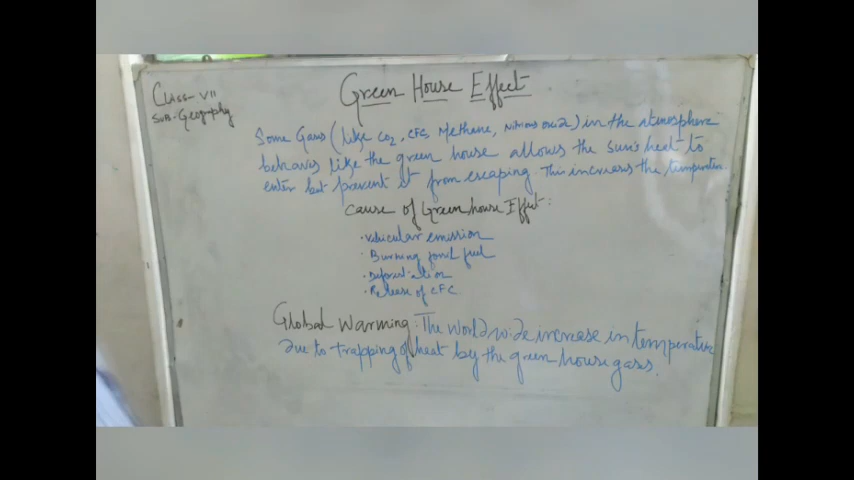 Class- VII
Sub- Geography
Green House Effect
Some Gases (like CO2, CFC, Methane, Nitrous oxide) in the atmosphere
behaves like the green house allows the sun's heat to
enter but prevent it from escaping. This increases the
Cause of Green house Effect:
• Vehicular emission
• Burning fossil fuel
• Deforestation
• Release of CFC
Global Warming: The world wide increase in temperature
due to trapping of heat by the green house gases.